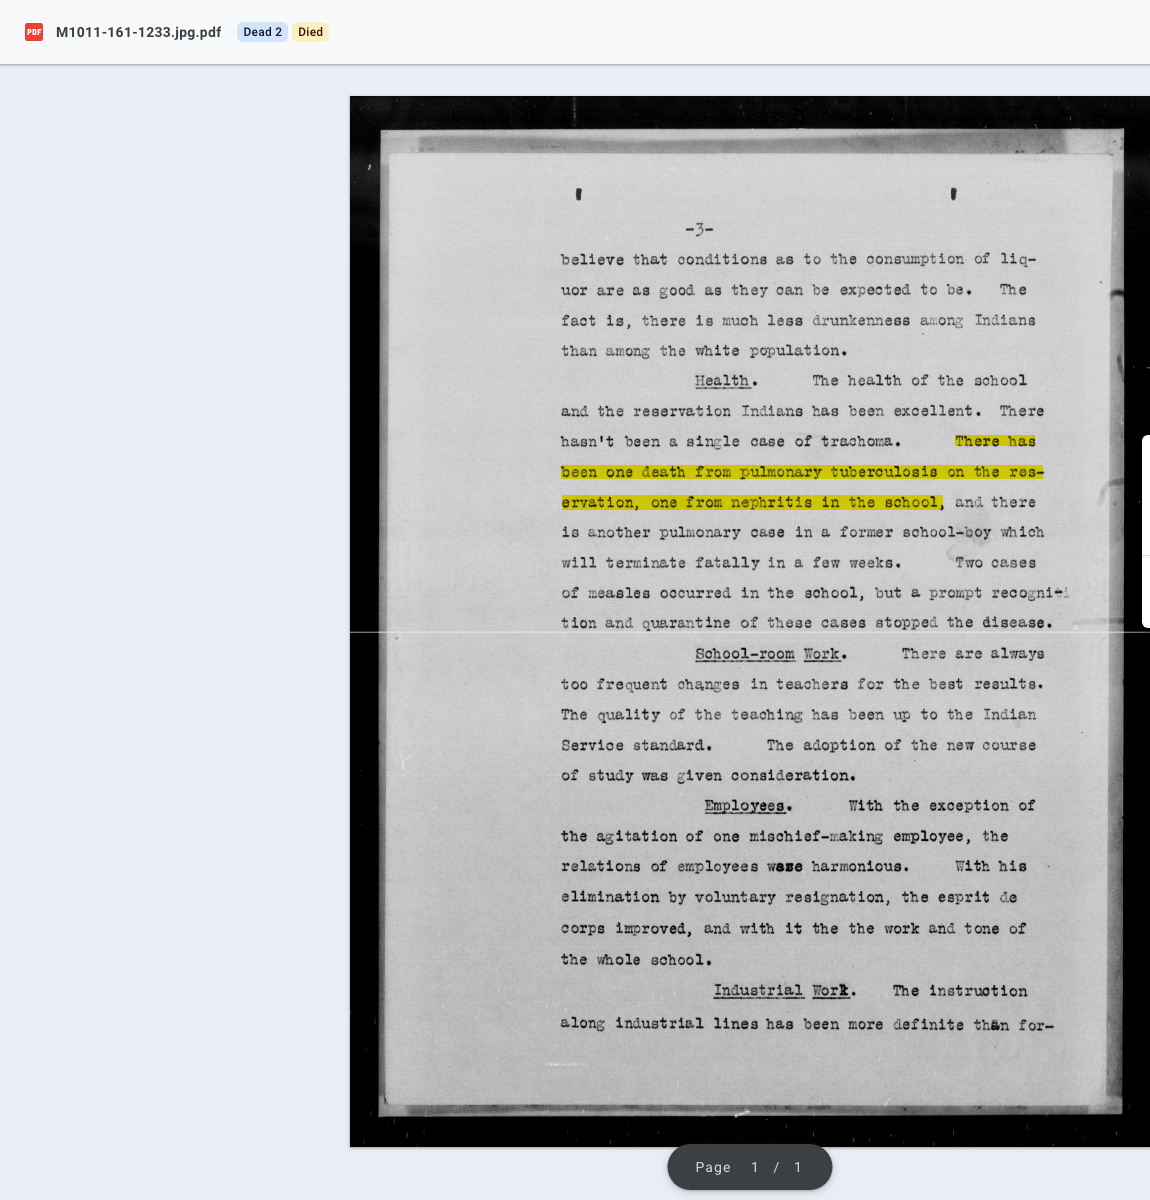 PDF M1011-161-1233.jpg.pdf Dead 2 Died
-3-
believe that conditions as to the consumption of liq-
uor are as good as they can be expected to be. The
fact is, there is much less drunkenness among Indians
than among the white population.
Health. The health of the school
and the reservation Indians has been excellent. There
hasn't been a single case of trachoma. There has
been one death from pulmonary tuberculosis on the res-
ervation, one from nephritis in the school, and there
is another pulmonary case in a former school-boy which
will terminate fatally in a few weeks. Two cases
of measles occurred in the school, but a prompt recogniti
tion and quarantine of these cases stopped the disease.
School-room Work. There are always
too frequent changes in teachers for the best results.
The quality of the teaching has been up to the Indian
Service standard. The adoption of the new course
of study was given consideration.
Employees. With the exception of
the agitation of one mischief-making employee, the
relations of employees were harmonious. With his
elimination by voluntary resignation, the esprit de
corps improved, and with it the the work and tone of
the whole school.
Industrial Work. The instruction
along industrial lines has been more definite than for-
Page 1 / 1